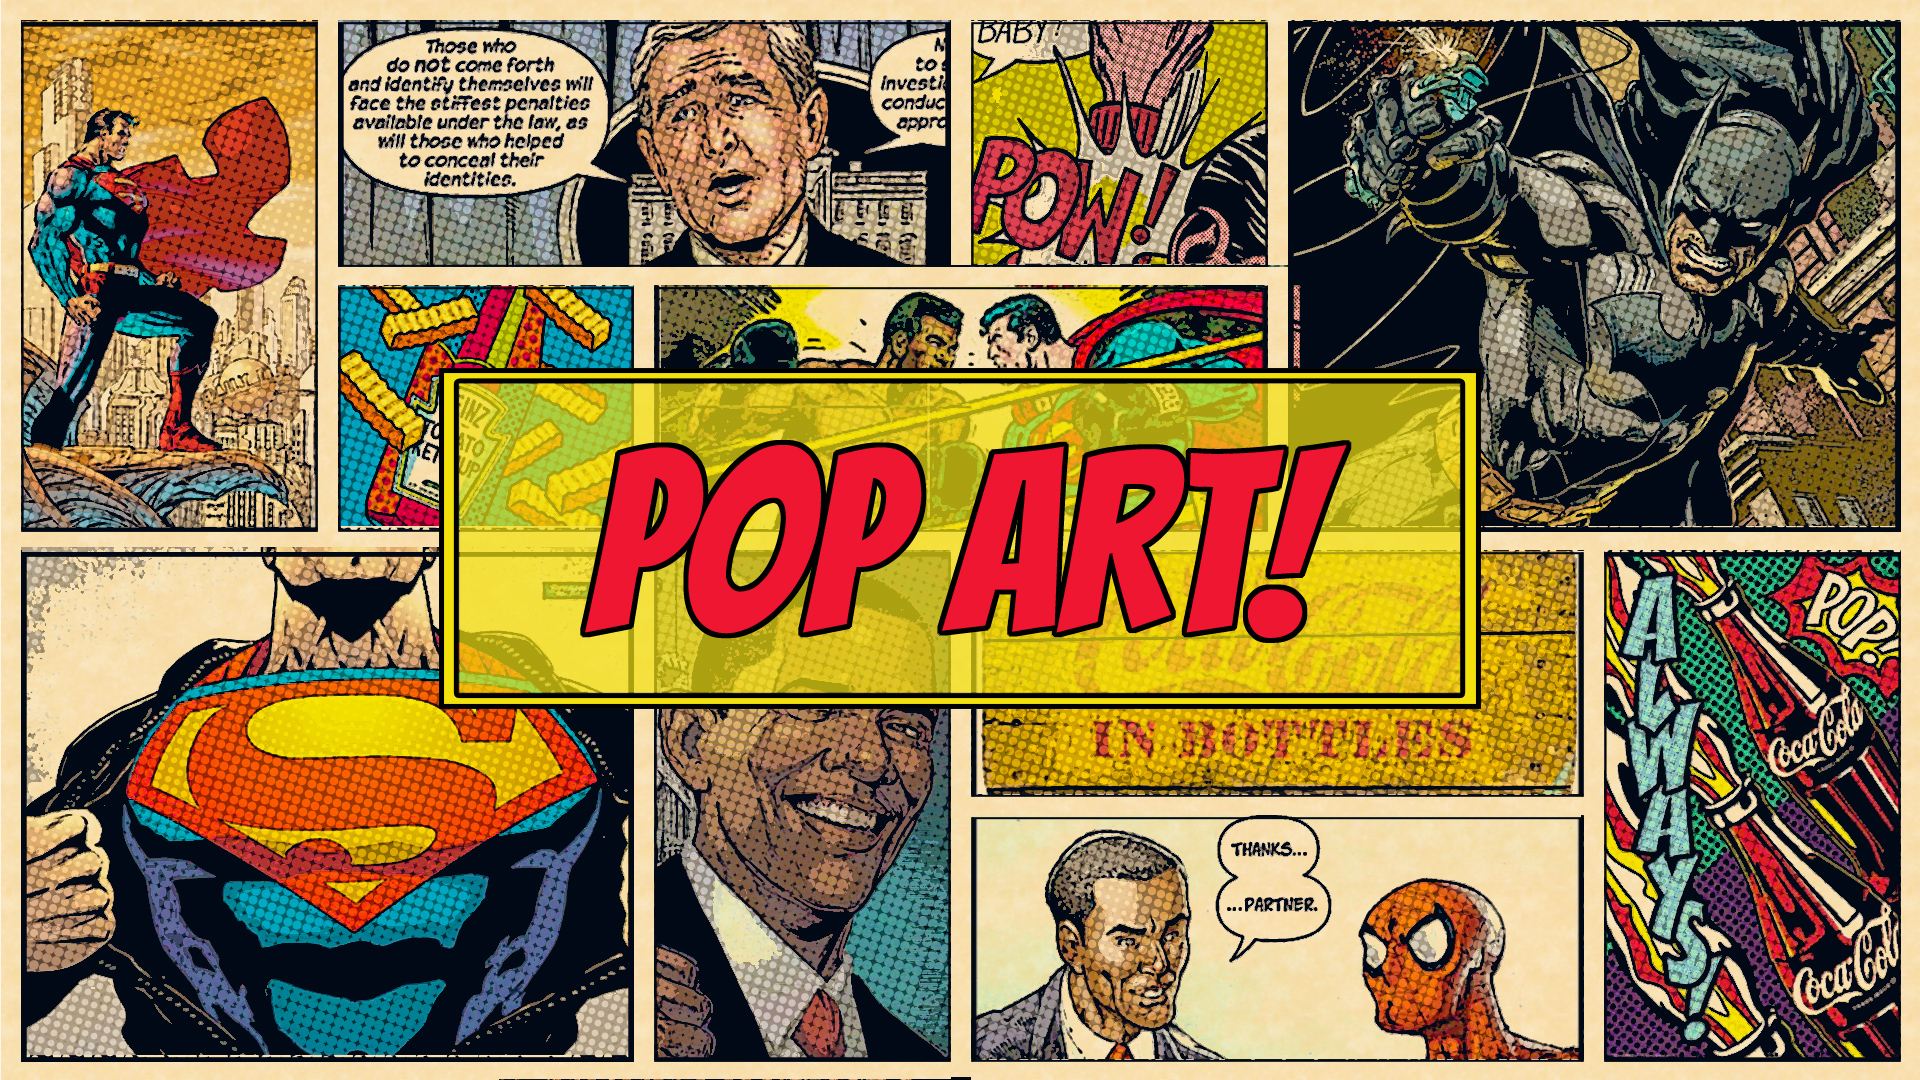 Those who
do not come forth
and identify themselves will
face the stiffest penalties
available under the law, as
will those who helped
to conceal their
identities.
to
BABY!
POW!
POP ART!
IN BOTTLES
THANKS...
...PARTNER.
ALWAYS!
POP!
Coca-Cola
Coca-Cola